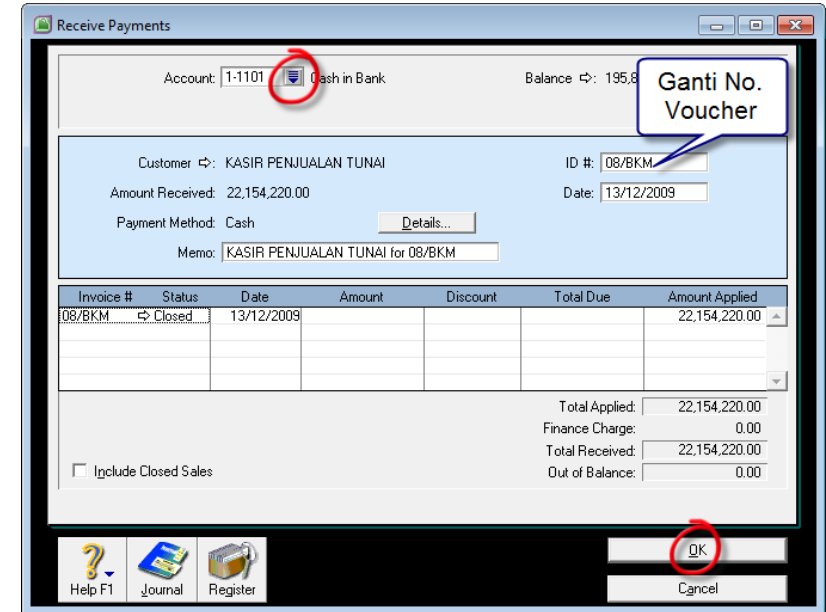 Receive Payments
Account: 1-1101 Cash in Bank Balance ⇨: 195,8
Ganti No.
Voucher
Customer ⇨: KASIR PENJUALAN TUNAI ID #: 08/BKM
Amount Received: 22,154,220.00 Date: 13/12/2009
Payment Method: Cash Details...
Memo: KASIR PENJUALAN TUNAI for 08/BKM
Invoice # Status Date Amount Discount Total Due Amount Applied
08/BKM ⇨ Closed 13/12/2009 22,154,220.00
Total Applied: 22,154,220.00
Finance Charge: 0.00
Total Received: 22,154,220.00
Include Closed Sales Out of Balance: 0.00
Help F1 Journal Register
OK
Cancel